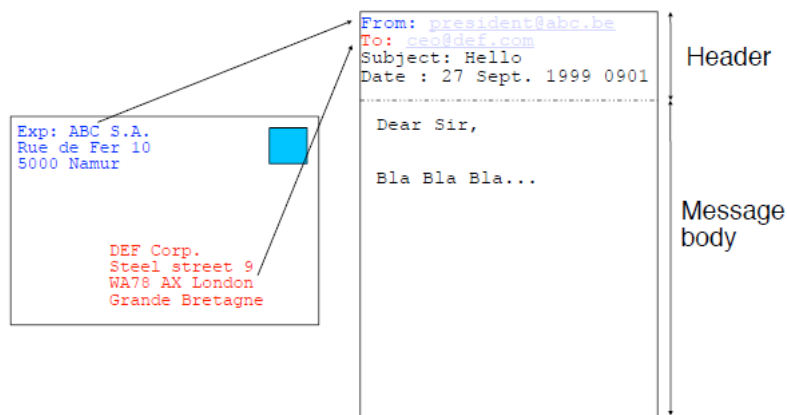 Exp: ABC S.A.
Rue de Fer 10
5000 Namur
DEF Corp.
Steel street 9
WA78 AX London
Grande Bretagne
From: president@abc.be
To: ceo@def.com
Subject: Hello
Date : 27 Sept. 1999 0901
Dear Sir,
Bla Bla Bla...
Header
Message
body